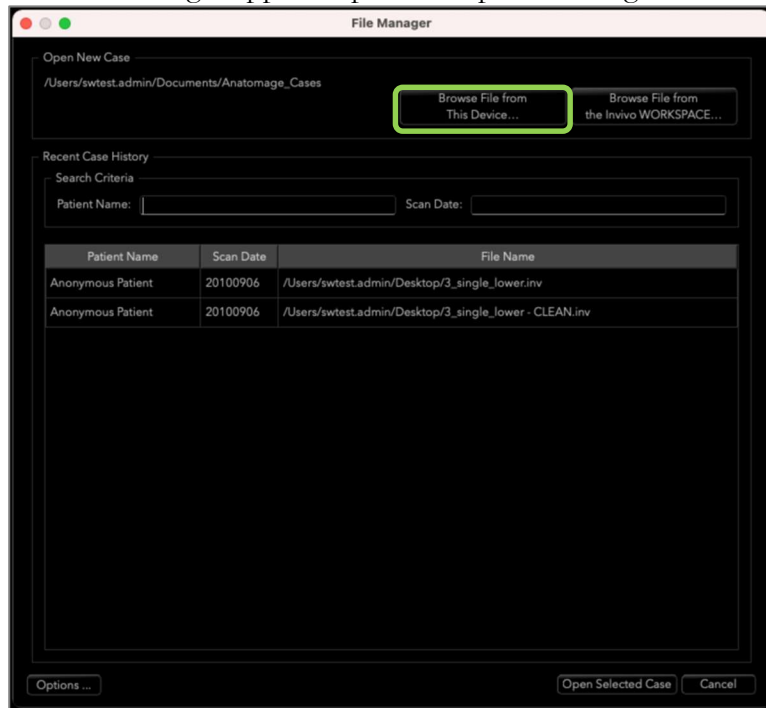 File Manager
Open New Case
/Users/swtest.admin/Documents/Anatomage_Cases
Browse File from
This Device...
Browse File from
the Invivo WORKSPACE...
Recent Case History
Search Criteria
Patient Name:
Scan Date:
Patient Name Scan Date File Name
Anonymous Patient 20100906 /Users/swtest.admin/Desktop/3_single_lower.inv
Anonymous Patient 20100906 /Users/swtest.admin/Desktop/3_single_lower - CLEAN.inv
Options ...
Open Selected Case Cancel